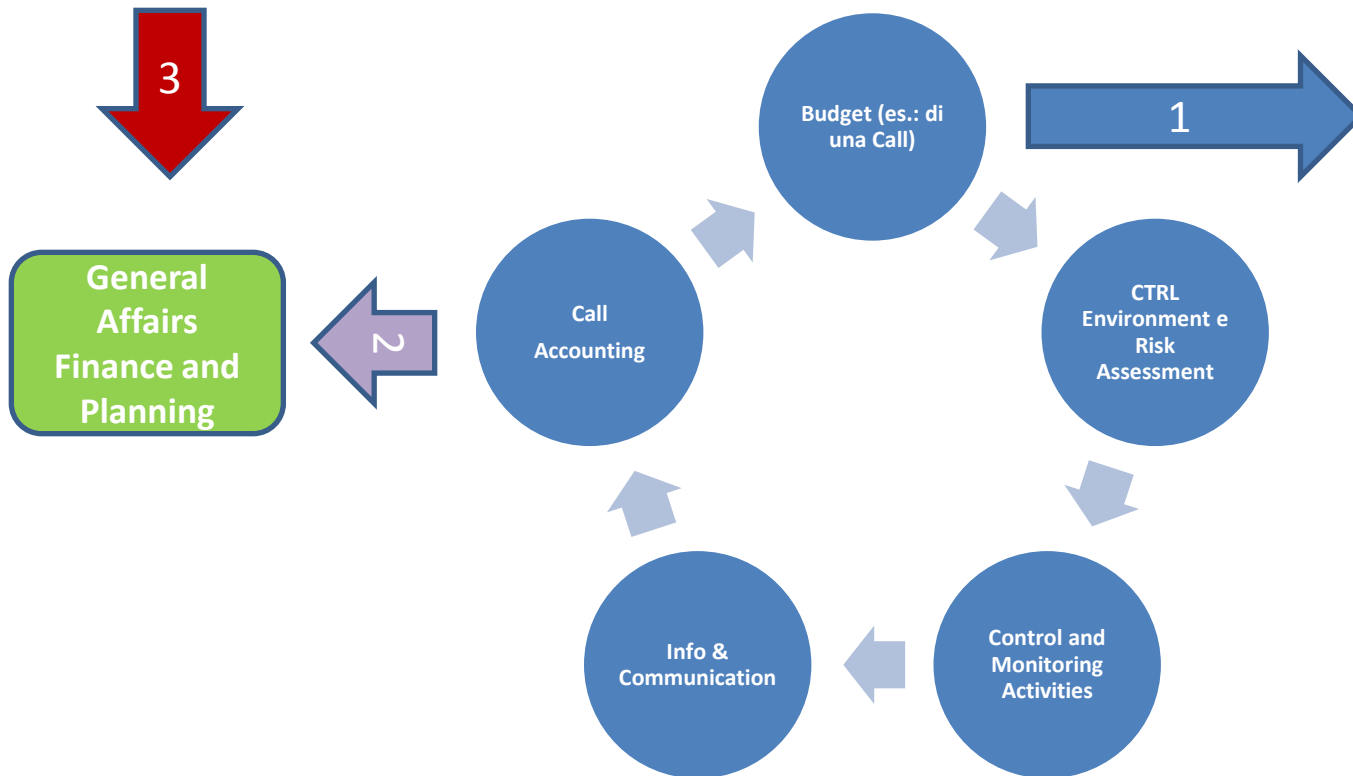 3
Budget (es.: di
una Call)
1
General
Affairs
Finance and
Planning
2
Call
Accounting
CTRL
Environment e
Risk
Assessment
Info &
Communication
Control and
Monitoring
Activities